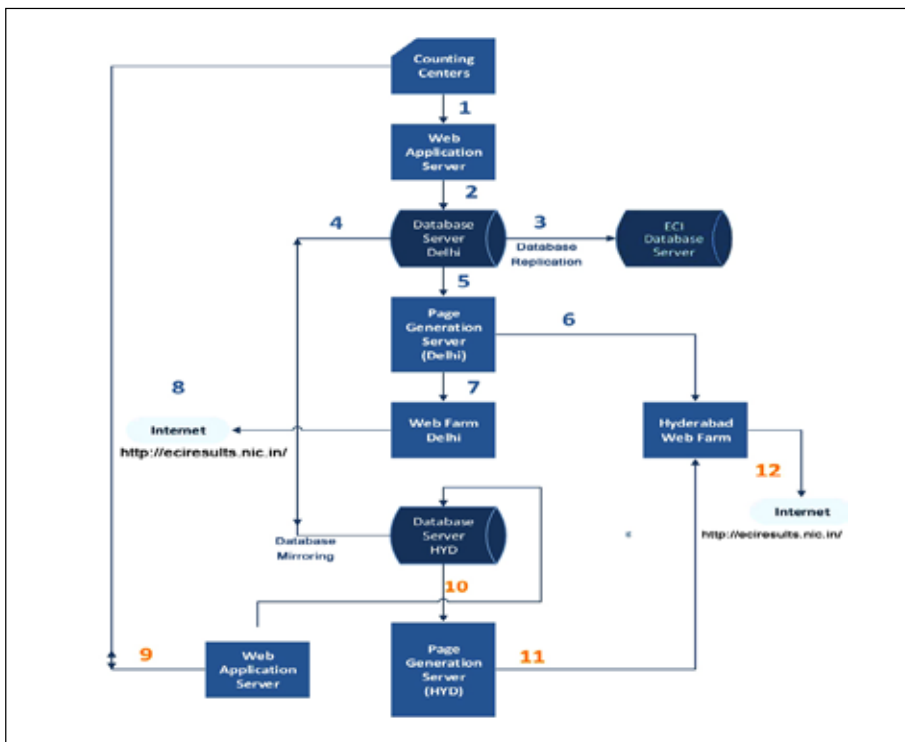 Counting
Centers
1
Web
Application
Server
2
4
Database
Server
Delhi
3
Database
Replication
ECI
Database
Server
5
Page
Generation
Server
(Delhi)
6
7
8
Internet
http://eciresults.nic.in/
Web Farm
Delhi
Hyderabad
Web Farm
12
Internet
http://eciresults.nic.in/
Database
Server
HYD
Database
Mirroring
10
9
Web
Application
Server
Page
Generation
Server
(HYD)
11